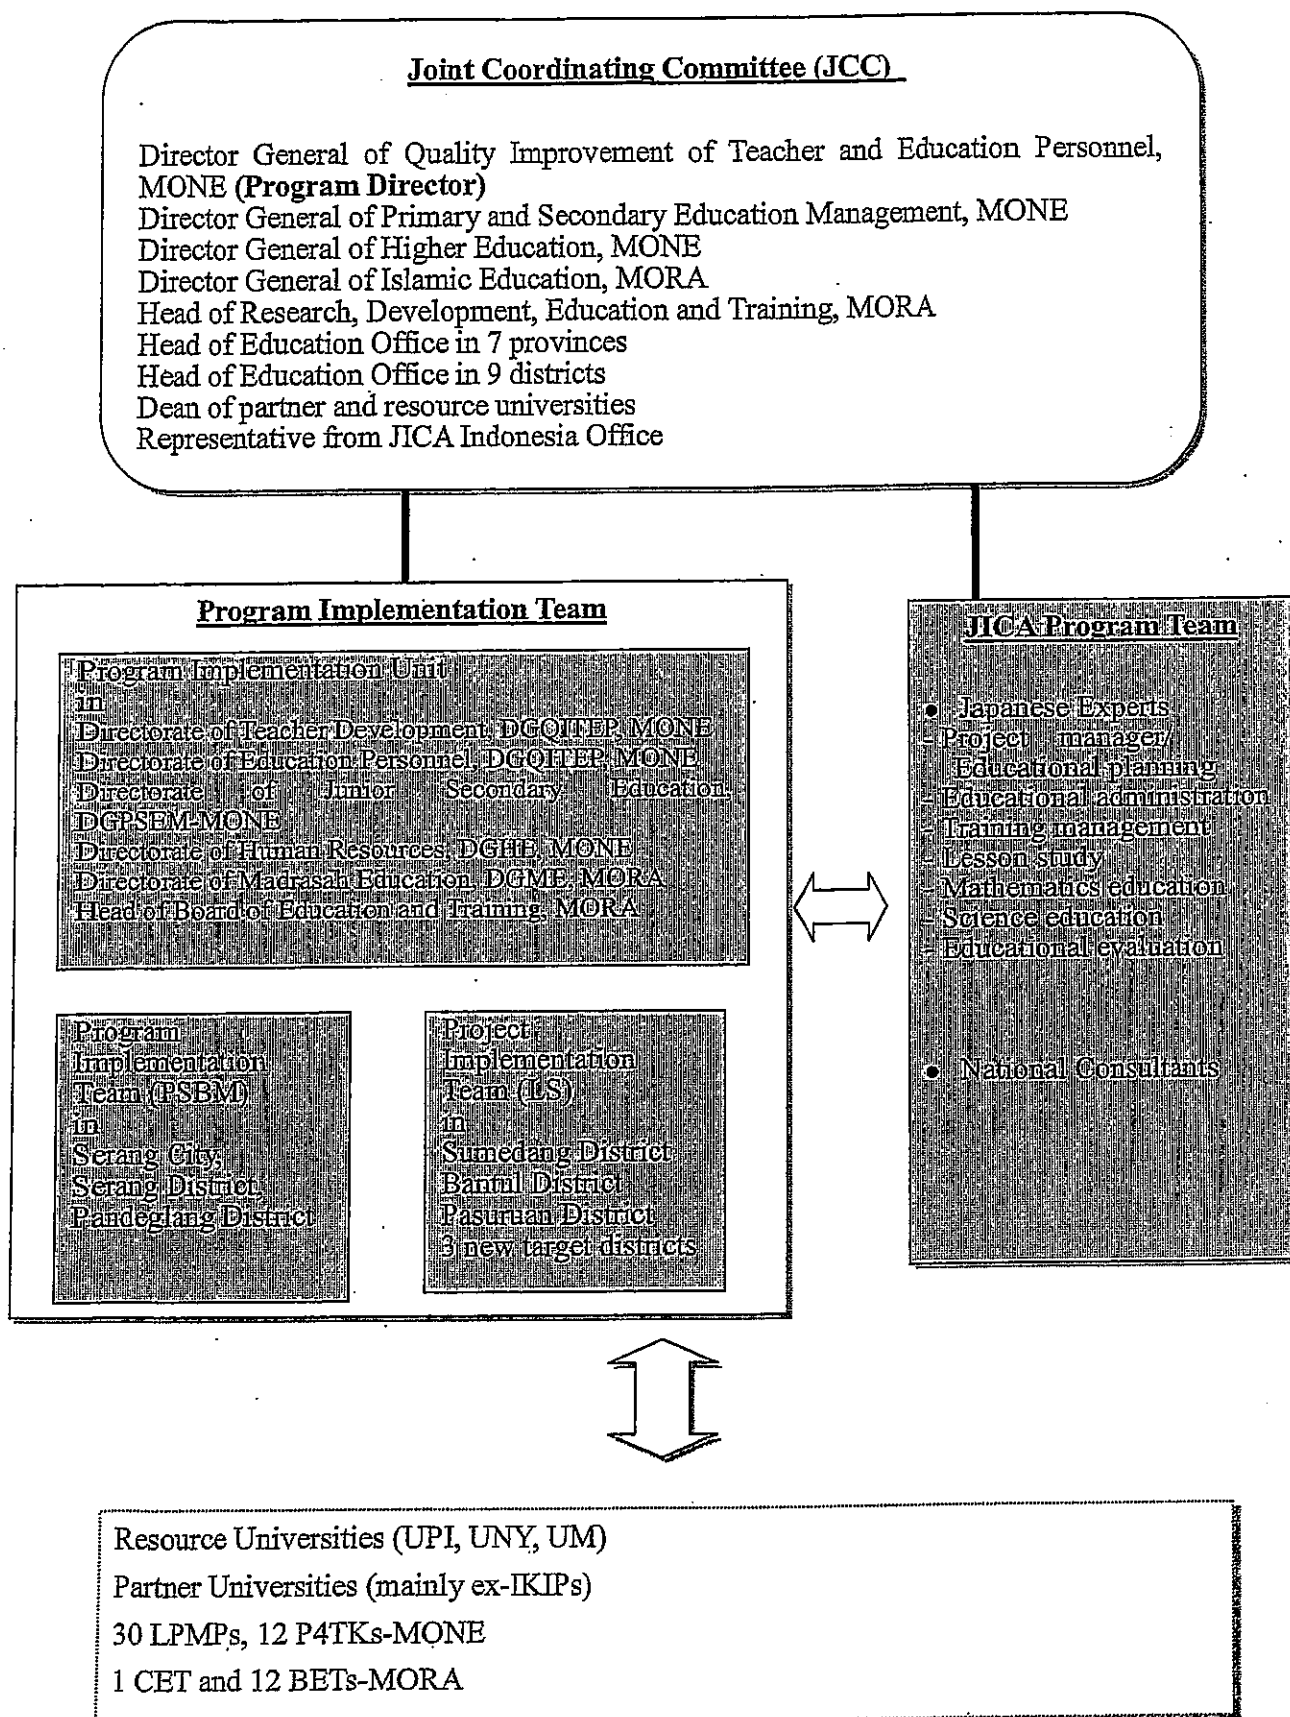 Joint Coordinating Committee (JCC)
Director General of Quality Improvement of Teacher and Education Personnel,
MONE (Program Director)
Director General of Primary and Secondary Education Management, MONE
Director General of Higher Education, MONE
Director General of Islamic Education, MORA
Head of Research, Development, Education and Training, MORA
Head of Education Office in 7 provinces
Head of Education Office in 9 districts
Dean of partner and resource universities
Representative from JICA Indonesia Office
Program Implementation Team
Program Implementation Unit
in
Directorate of Teacher Development, DGQITEP, MONE
Directorate of Education Personnel, DGQITEP, MONE
Directorate of Junior Secondary Education
DGPSEM-MONE
Directorate of Human Resources, DGHE, MONE
Directorate of Madrasah Education, DGME, MORA
Head of Board of Education and Training, MORA
Program
Implementation
Team (PSBM)
in
Serang City,
Serang District,
Pandeglang District
Project
Implementation
Team (LS)
in
Sumedang District
Bantul District
Pasuruan District
3 new target districts
JICA Program Team
• Japanese Experts
- Project manager/
Educational planning
- Educational administration
- Training management
- Lesson study
- Mathematics education
- Science education
- Educational evaluation
• National Consultants
Resource Universities (UPI, UNY, UM)
Partner Universities (mainly ex-IKIPs)
30 LPMPs, 12 P4TKs-MONE
1 CET and 12 BETs-MORA